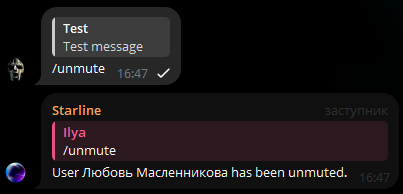 Test
Test message
/unmute 16:47
Starline заступник
Ilya
/unmute
User Любовь Масленникова has been unmuted. 16:47